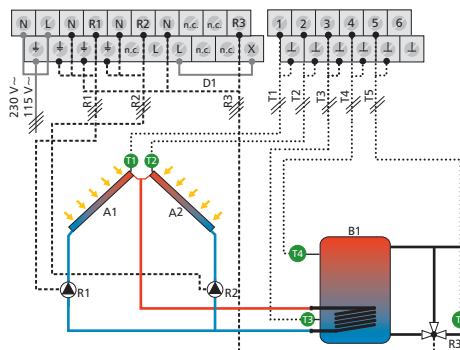 N L N R1 N R2 N n.c. n.c. R3
n.c. L L n.c. n.c. X
1 2 3 4 5 6
D1
230 V~
115 V~
R1
R2
R3
T1
T2
T3
T4
T5
T1 T2
A1 A2
B1
T4
T3
R1
R2
R3